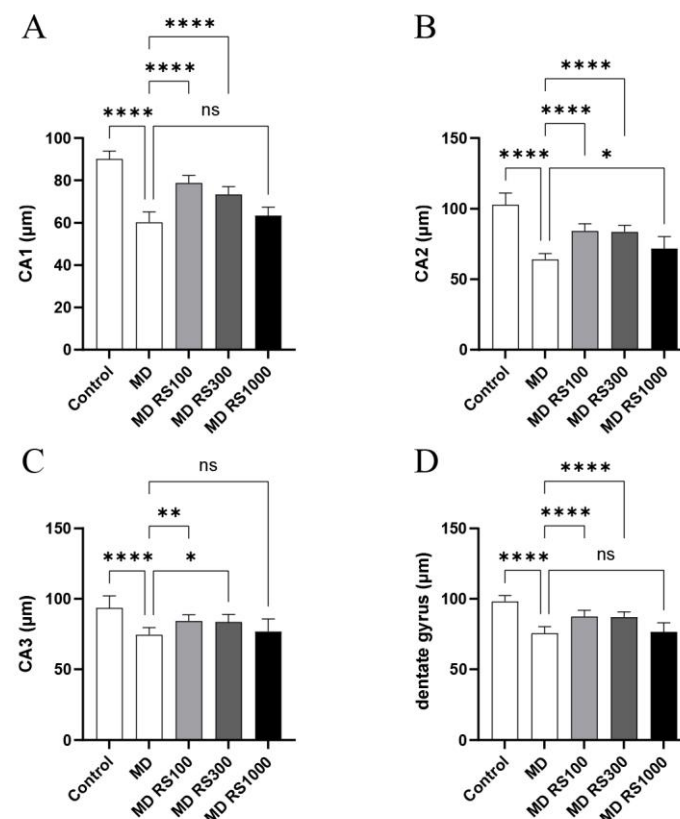 A
****
****
****
ns
100
80
60
40
20
0
CA1 (µm)
Control
MD
MD RS100
MD RS300
MD RS1000
B
****
****
****
*
150
100
50
0
CA2 (µm)
Control
MD
MD RS100
MD RS300
MD RS1000
C
ns
**
****
*
150
100
50
0
CA3 (µm)
Control
MD
MD RS100
MD RS300
MD RS1000
D
****
****
****
ns
150
100
50
0
dentate gyrus (µm)
Control
MD
MD RS100
MD RS300
MD RS1000